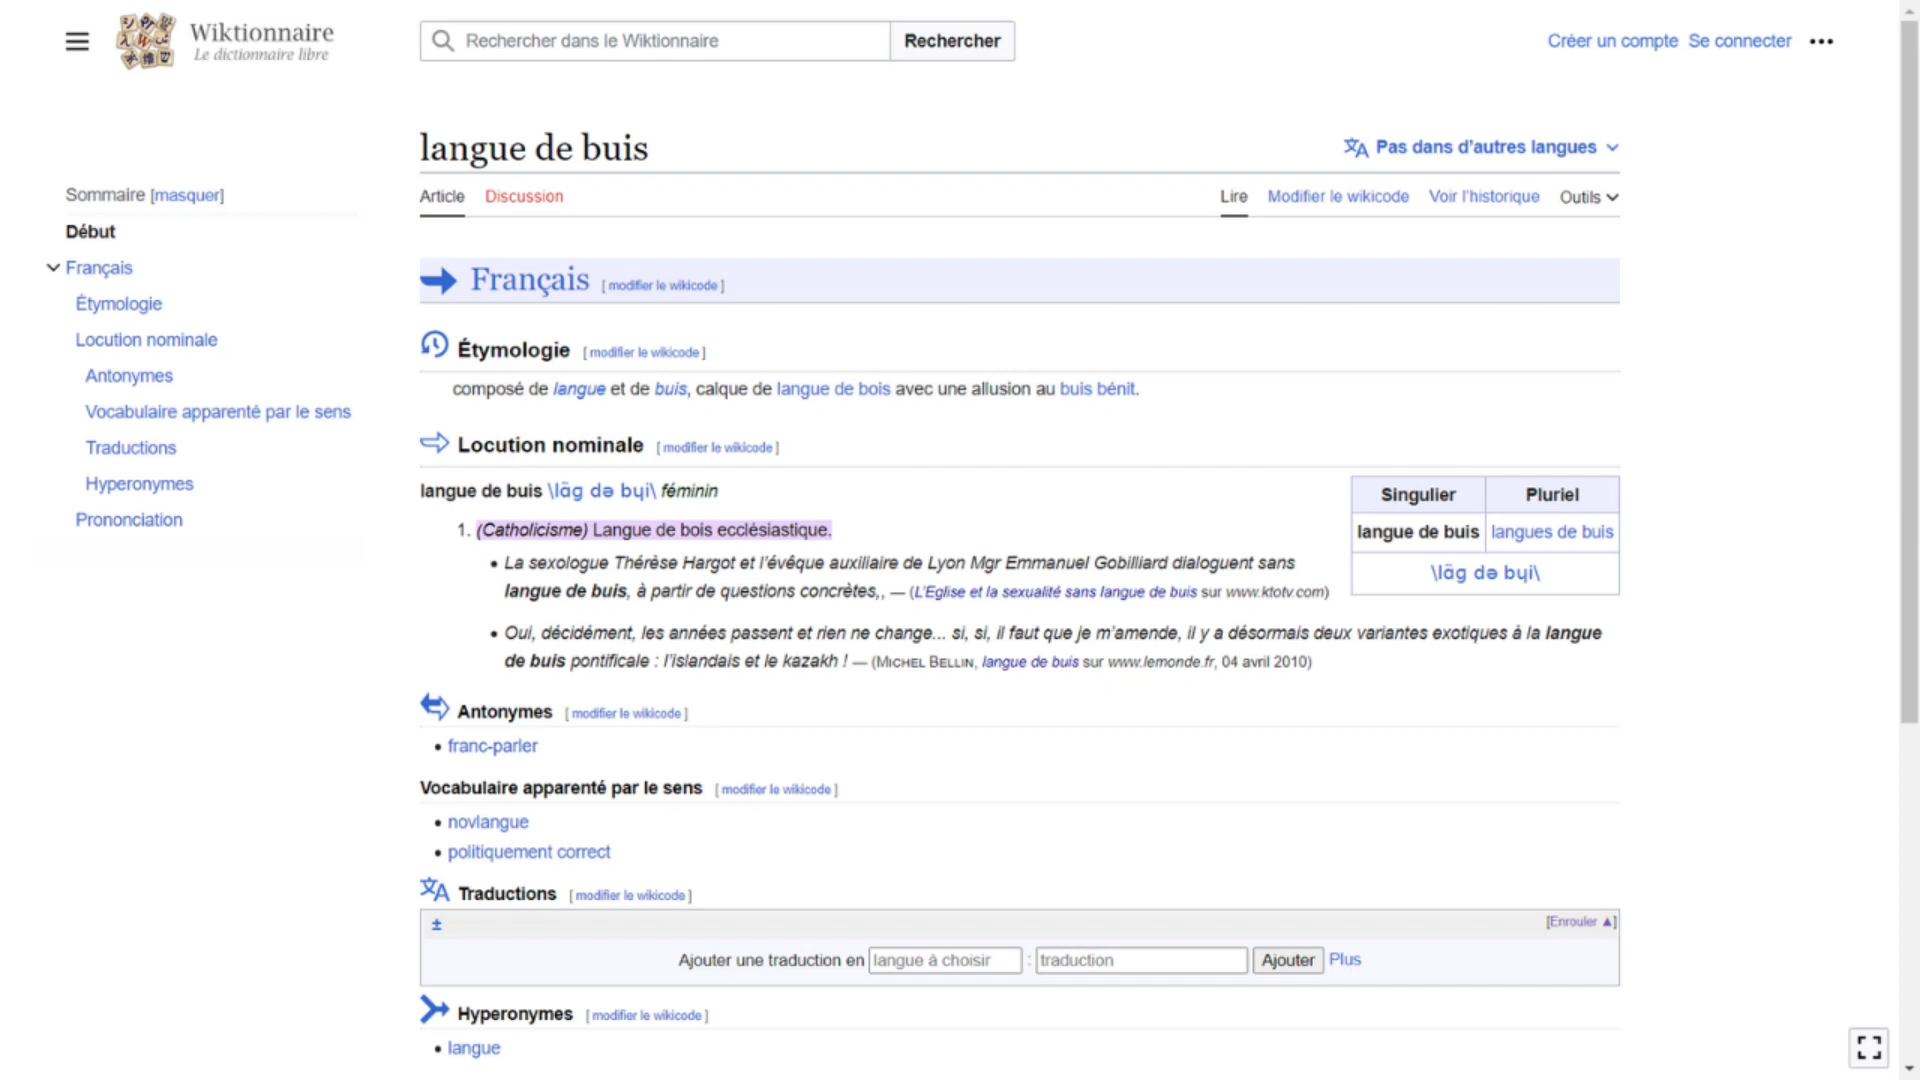 Wiktionnaire
Le dictionnaire libre
Rechercher dans le Wiktionnaire
Rechercher
Créer un compte Se connecter
langue de buis
Pas dans d'autres langues
Sommaire [masquer]
Article Discussion
Lire Modifier le wikicode Voir l'historique Outils
Début
Français
Étymologie
Locution nominale
Antonymes
Vocabulaire apparenté par le sens
Traductions
Hyperonymes
Prononciation
Français [ modifier le wikicode ]
Étymologie [ modifier le wikicode ]
composé de langue et de buis, calque de langue de bois avec une allusion au buis bénit.
Locution nominale [ modifier le wikicode ]
langue de buis \lɑ̃ɡ də bɥi\ féminin
1. (Catholicisme) Langue de bois ecclésiastique.
• La sexologue Thérèse Hargot et l'évêque auxiliaire de Lyon Mgr Emmanuel Gobilliard dialoguent sans
langue de buis, à partir de questions concrètes,, — (L'Eglise et la sexualité sans langue de buis sur www.ktotv.com)
• Oui, décidément, les années passent et rien ne change... si, si, il faut que je m'amende, il y a désormais deux variantes exotiques à la langue
de buis pontificale : l'islandais et le kazakh ! — (Michel Bellin, langue de buis sur www.lemonde.fr, 04 avril 2010)
Singulier Pluriel
langue de buis langues de buis
\lɑ̃ɡ də bɥi\
Antonymes [ modifier le wikicode ]
• franc-parler
Vocabulaire apparenté par le sens [ modifier le wikicode ]
• novlangue
• politiquement correct
Traductions [ modifier le wikicode ]
± [Enrouler ▲]
Ajouter une traduction en langue à choisir : traduction Ajouter Plus
Hyperonymes [ modifier le wikicode ]
• langue